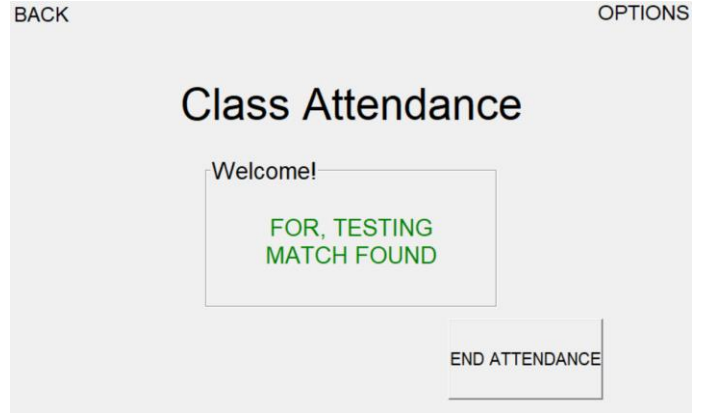 BACK
OPTIONS
Class Attendance
Welcome!
FOR, TESTING
MATCH FOUND
END ATTENDANCE